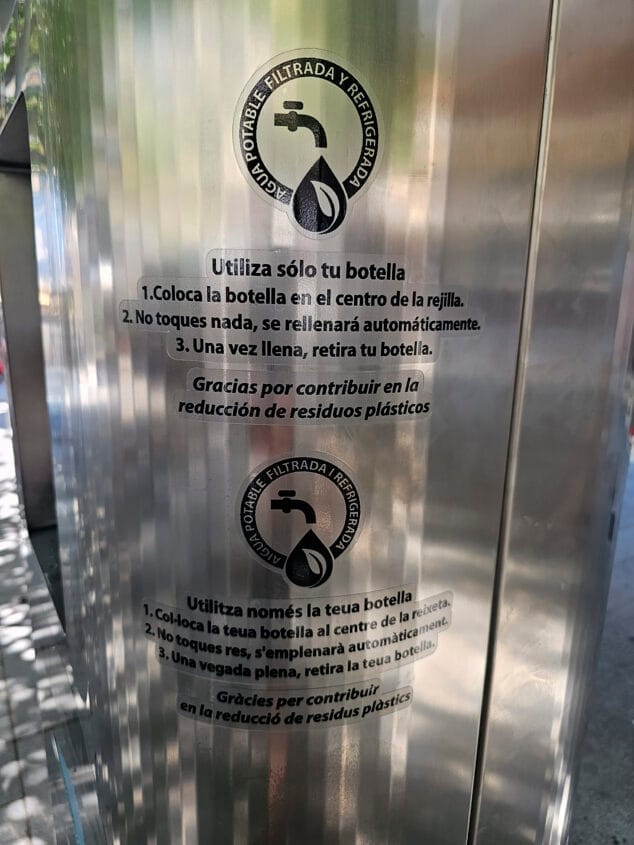 AGUA POTABLE FILTRADA Y REFRIGERADA
Utiliza sólo tu botella
1.Coloca la botella en el centro de la rejilla.
2. No toques nada, se rellenará automáticamente.
3. Una vez llena, retira tu botella.
Gracias por contribuir en la
reducción de residuos plásticos
AIGUA POTABLE FILTRADA I REFRIGERADA
Utilitza només la teua botella
1. Col·loca la teua botella al centre de la reixeta.
2. No toques res, s'emplenarà automàticament.
3. Una vegada plena, retira la teua botella.
Gràcies per contribuir
en la reducció de residus plàstics